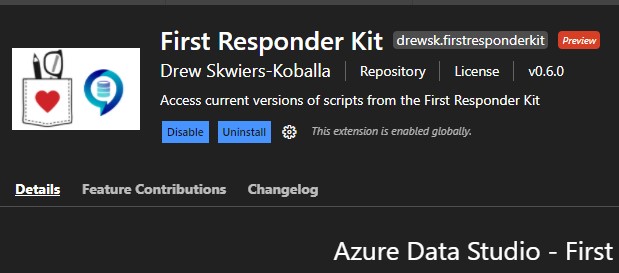 First Responder Kit drewsk.firstresponderkit Preview
Drew Skwiers-Koballa Repository License v0.6.0
Access current versions of scripts from the First Responder Kit
Disable Uninstall This extension is enabled globally.
Details Feature Contributions Changelog
Azure Data Studio - First